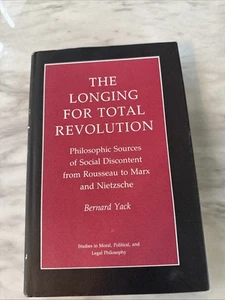 THE
LONGING
FOR TOTAL
REVOLUTION
Philosophic Sources
of Social Discontent
from Rousseau to Marx
and Nietzsche
Bernard Yack
Studies in Moral, Political, and
Legal Philosophy